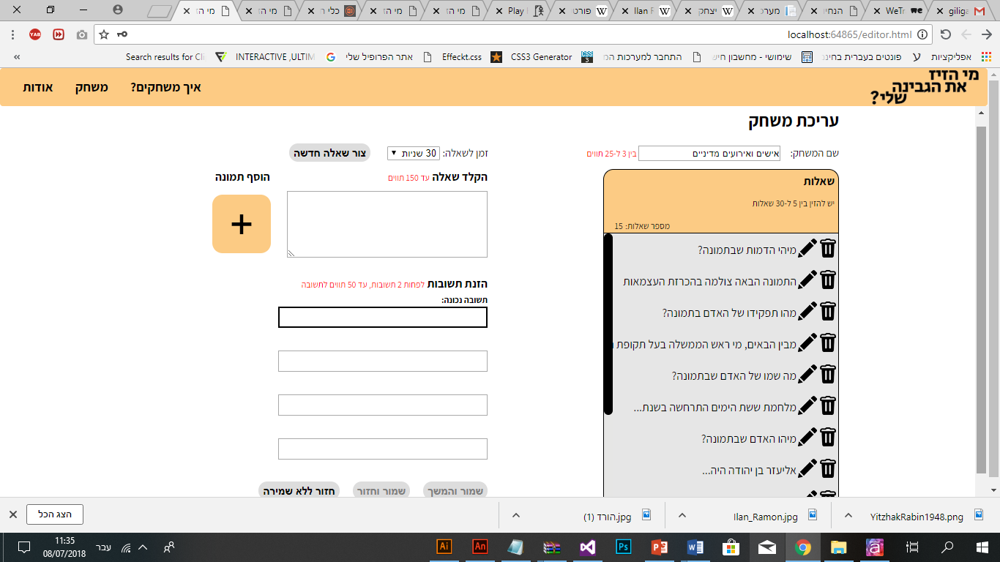 giliga
WeTr
הנחיו
מערכ
יצחק
Ilan R
פורטי
Play I
מי הז
מי הז
כלי ר
מי הז
מי הז
localhost:64865/editor.html
אפליקציות
פונטים בעברית בחינ
שימושי - מחשבון חיש
התחבר למערכות המ
CSS3 Generator
Effeckt.css
אתר הפרופיל שלי
INTERACTIVE ,ULTIM
Search results for Cli
מי הזיז
את הגבינה
שלי?
איך משחקים?
משחק
אודות
עריכת משחק
שם המשחק: אישים ואירועים מדיניים בין 3 ל-25 תווים
שאלות
יש להזין בין 5 ל-30 שאלות
מספר שאלות: 15
מיהי הדמות שבתמונה?
התמונה הבאה צולמה בהכרזת העצמאות
מהו תפקידו של האדם בתמונה?
מבין הבאים, מי ראש הממשלה בעל תקופת
מה שמו של האדם שבתמונה?
מלחמת ששת הימים התרחשה בשנת...
מיהו האדם שבתמונה?
אליעזר בן יהודה היה...
זמן לשאלה: 30 שניות
צור שאלה חדשה
הקלד שאלה עד 150 תווים
הוסף תמונה
+
הזנת תשובות לפחות 2 תשובות, עד 50 תווים לתשובה
תשובה נכונה:
שמור והמשך
שמור וחזור
חזור ללא שמירה
YitzhakRabin1948.png
Ilan_Ramon.jpg
הורד (1).jpg
הצג הכל
עבר
11:35
08/07/2018